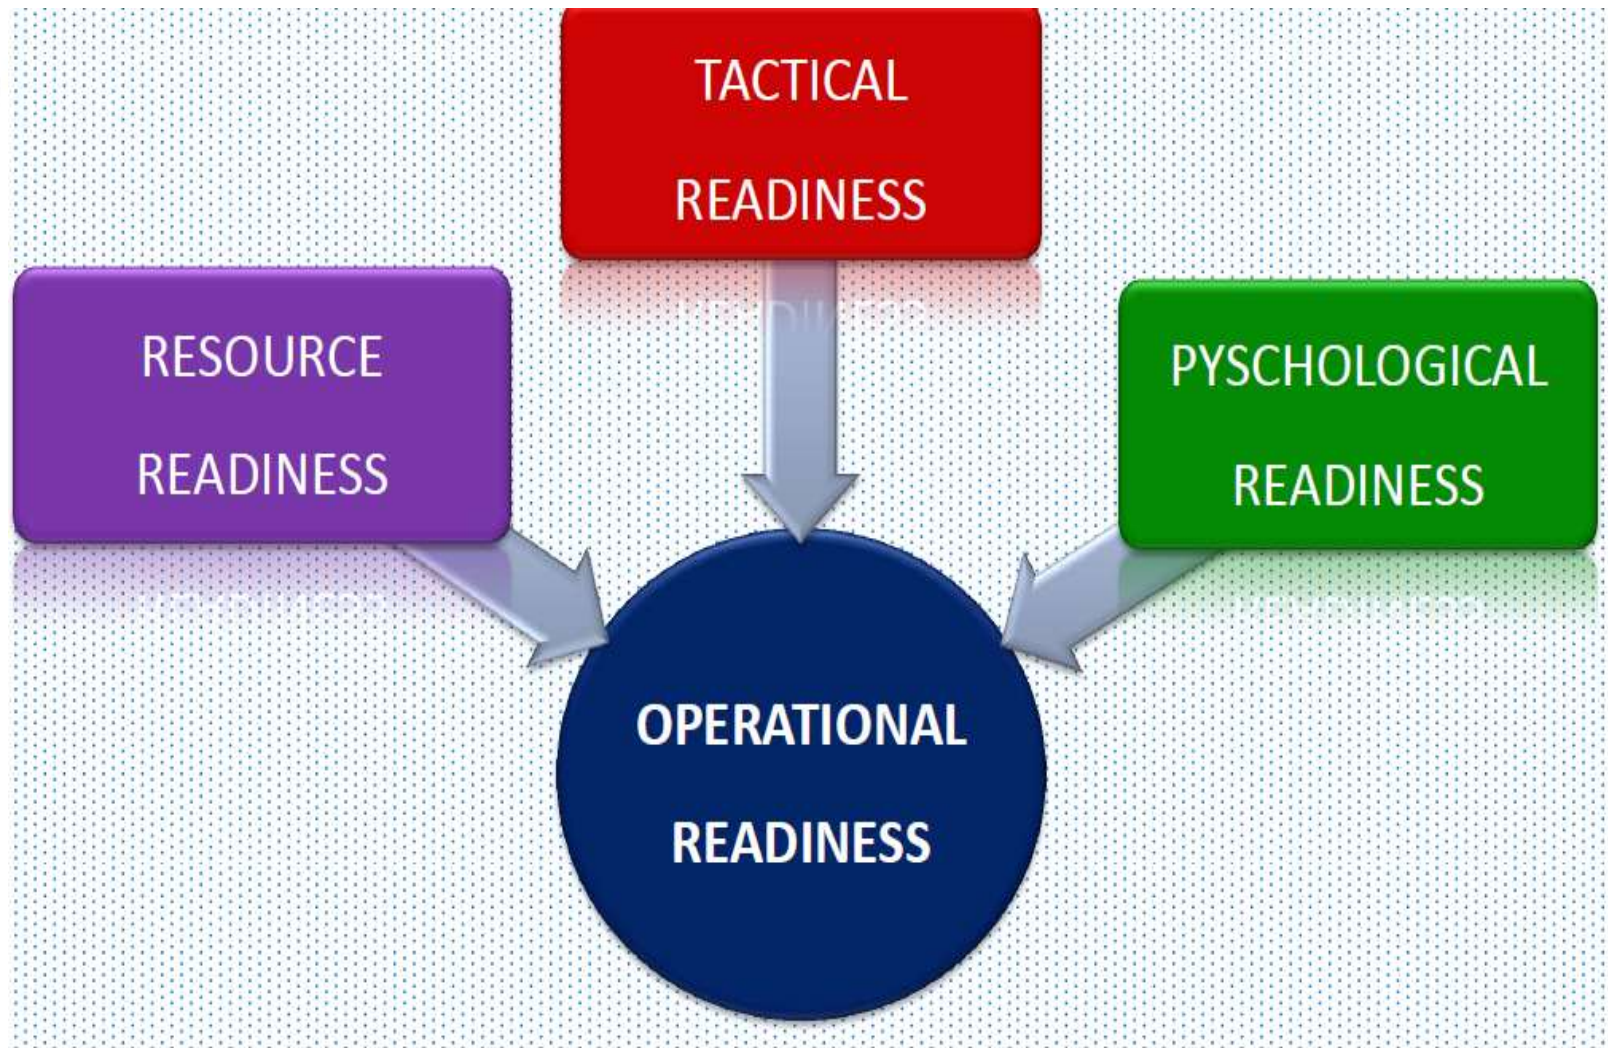 TACTICAL
READINESS
RESOURCE
READINESS
PYSCHOLOGICAL
READINESS
OPERATIONAL
READINESS